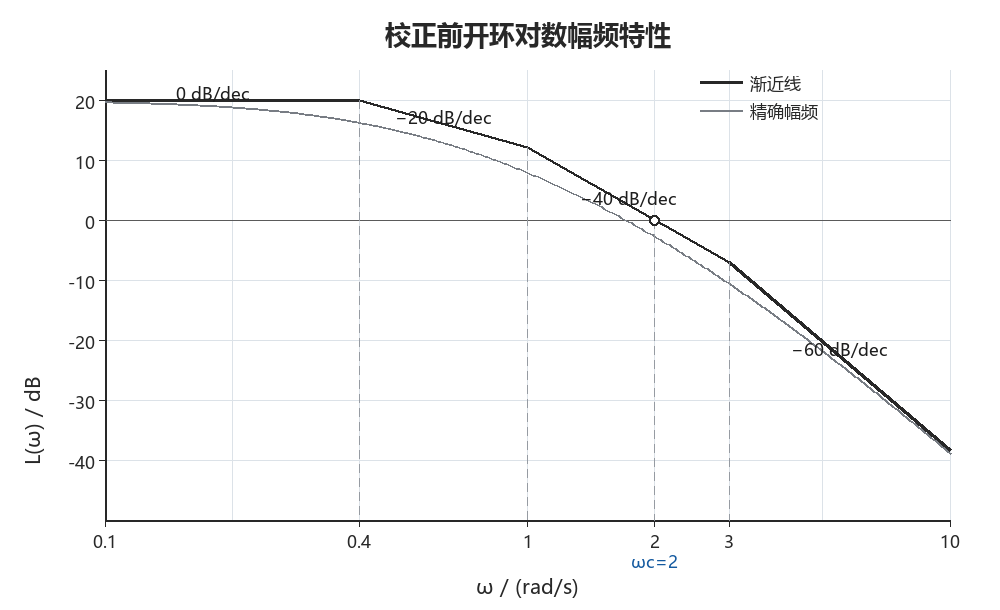 校正前开环对数幅频特性
渐近线
精确幅频
0 dB/dec
−20 dB/dec
−40 dB/dec
−60 dB/dec
20
10
0
-10
-20
-30
-40
L(ω) / dB
0.1
0.4
1
2
3
10
ωc=2
ω / (rad/s)